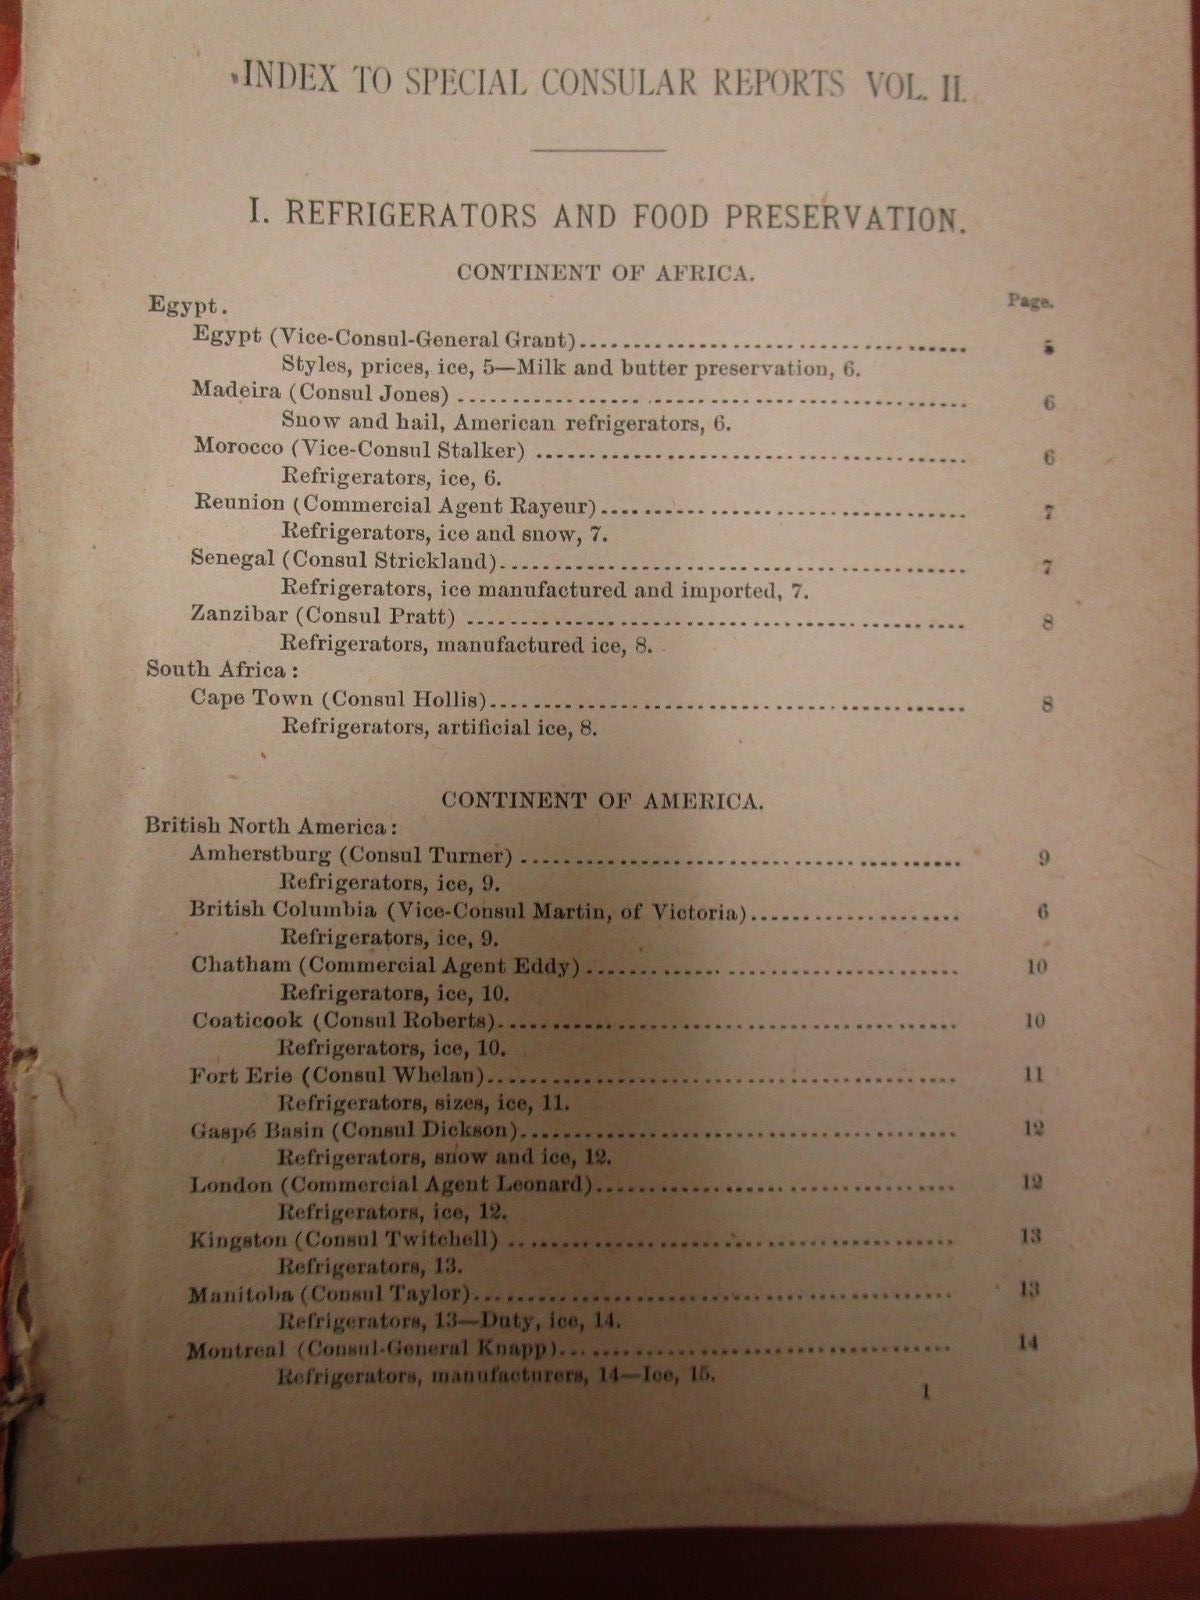 INDEX TO SPECIAL CONSULAR REPORTS VOL. II.
I. REFRIGERATORS AND FOOD PRESERVATION.
CONTINENT OF AFRICA.
Egypt. Page.
Egypt (Vice-Consul-General Grant) 5
Styles, prices, ice, 5—Milk and butter preservation, 6.
Madeira (Consul Jones) 6
Snow and hail, American refrigerators, 6.
Morocco (Vice-Consul Stalker) 6
Refrigerators, ice, 6.
Reunion (Commercial Agent Rayeur) 7
Refrigerators, ice and snow, 7.
Senegal (Consul Strickland) 7
Refrigerators, ice manufactured and imported, 7.
Zanzibar (Consul Pratt) 8
Refrigerators, manufactured ice, 8.
South Africa:
Cape Town (Consul Hollis) 8
Refrigerators, artificial ice, 8.
CONTINENT OF AMERICA.
British North America:
Amherstburg (Consul Turner) 9
Refrigerators, ice, 9.
British Columbia (Vice-Consul Martin, of Victoria) 6
Refrigerators, ice, 9.
Chatham (Commercial Agent Eddy) 10
Refrigerators, ice, 10.
Coaticook (Consul Roberts) 10
Refrigerators, ice, 10.
Fort Erie (Consul Whelan) 11
Refrigerators, sizes, ice, 11.
Gaspé Basin (Consul Dickson) 12
Refrigerators, snow and ice, 12.
London (Commercial Agent Leonard) 12
Refrigerators, ice, 12.
Kingston (Consul Twitchell) 13
Refrigerators, 13.
Manitoba (Consul Taylor) 13
Refrigerators, 13—Duty, ice, 14.
Montreal (Consul-General Knapp) 14
Refrigerators, manufacturers, 14—Ice, 15.
1